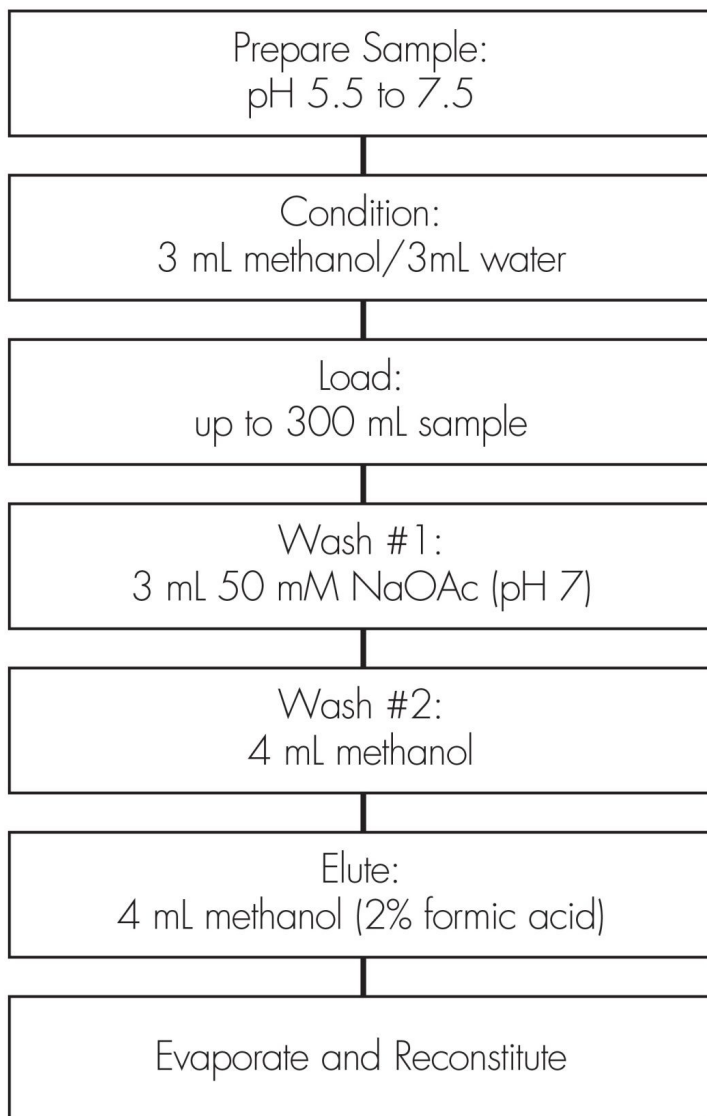 Prepare Sample:
pH 5.5 to 7.5
Condition:
3 mL methanol/3mL water
Load:
up to 300 mL sample
Wash #1:
3 mL 50 mM NaOAc (pH 7)
Wash #2:
4 mL methanol
Elute:
4 mL methanol (2% formic acid)
Evaporate and Reconstitute